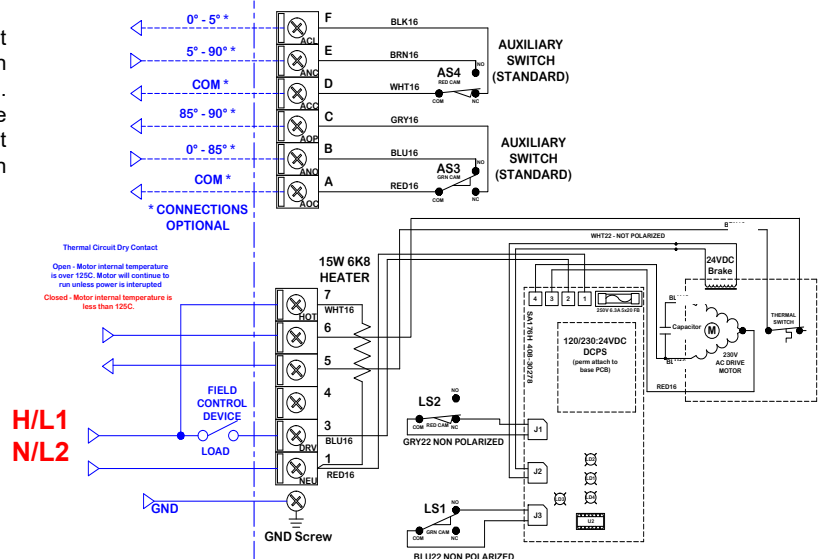 t
n
.
e
t
n
0° - 5° *
5° - 90° *
COM *
85° - 90° *
0° - 85° *
COM *
* CONNECTIONS
OPTIONAL
F
ACL
E
ANC
D
ACC
C
AOP
B
ANO
A
AOC
BLK16
BRN16
WHT16
GRY16
BLU16
RED16
NO
AS4
RED CAM
COM
NC
AUXILIARY
SWITCH
(STANDARD)
NO
AS3
GRN CAM
COM
NC
AUXILIARY
SWITCH
(STANDARD)
Thermal Circuit Dry Contact
Open - Motor internal temperature
is over 125C. Motor will continue to
run unless power is interupted
Closed - Motor internal temperature is
less than 125C.
15W 6K8
HEATER
7
HOT
WHT16
6
5
4
3
DRV
BLU16
1
NEU
RED16
FIELD
CONTROL
DEVICE
LOAD
H/L1
N/L2
GND
GND Screw
WHT22 - NOT POLARIZED
24VDC
Brake
4 3 2 1
250V 6.3A 5x20 FB
SA176H 40B-30278
120/230:24VDC
DCPS
(perm attach to
base PCB)
Capacitor
M
230V
AC DRIVE
MOTOR
THERMAL
SWITCH
RED16
LS2
NO
COM
RED CAM
NC
GRY22 NON POLARIZED
J1
J2
J3
LD2
LD1
LD3
LD4
U2
LS1
NO
COM
GRN CAM
NC
BLU22 NON POLARIZED